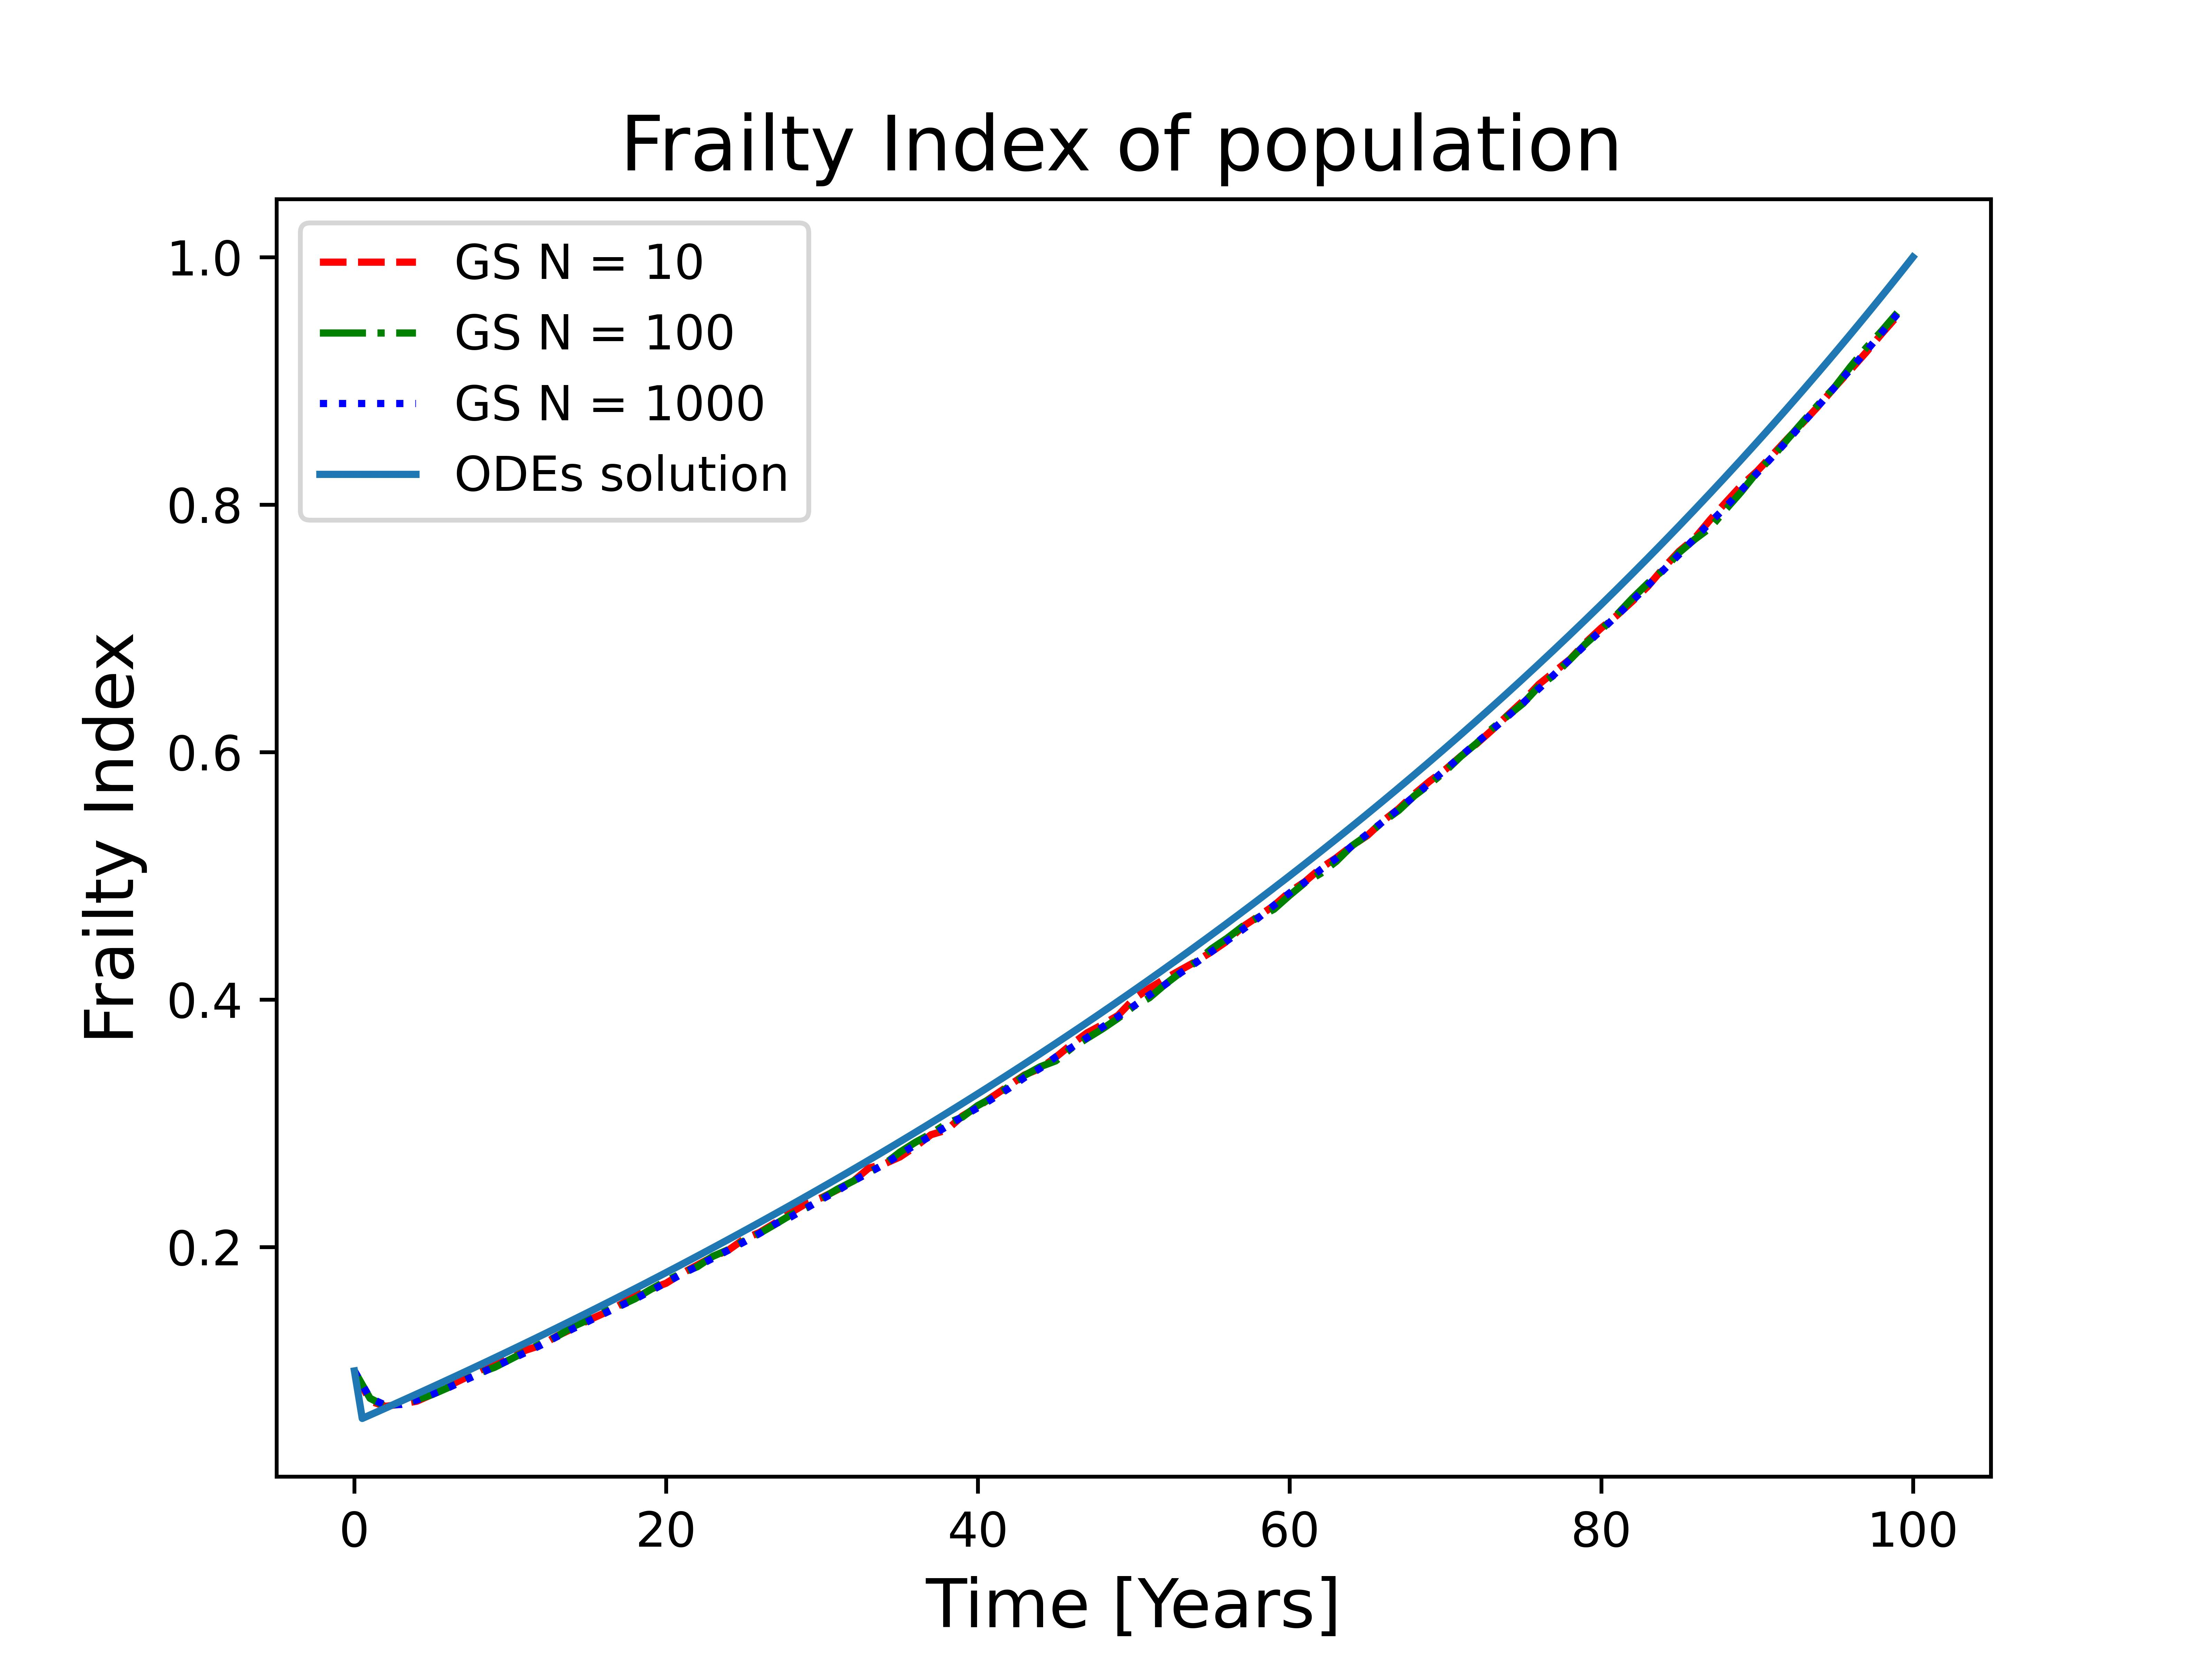 Frailty Index of population
GS N = 10
GS N = 100
GS N = 1000
ODEs solution
Frailty Index
1.0
0.8
0.6
0.4
0.2
0 20 40 60 80 100
Time [Years]